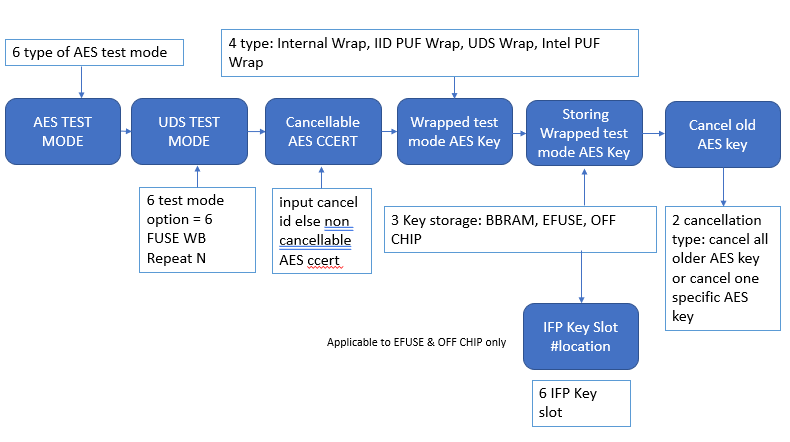 6 type of AES test mode
4 type: Internal Wrap, IID PUF Wrap, UDS Wrap, Intel PUF
Wrap
AES TEST
MODE
UDS TEST
MODE
Cancellable
AES CCERT
Wrapped test
mode AES Key
Storing
Wrapped test
mode AES Key
Cancel old
AES key
6 test mode
option = 6
FUSE WB
Repeat N
input cancel
id else non
cancellable
AES ccert
3 Key storage: BBRAM, EFUSE, OFF
CHIP
2 cancellation
type: cancel all
older AES key
or cancel one
specific AES
key
Applicable to EFUSE & OFF CHIP only
IFP Key Slot
#location
6 IFP Key
slot